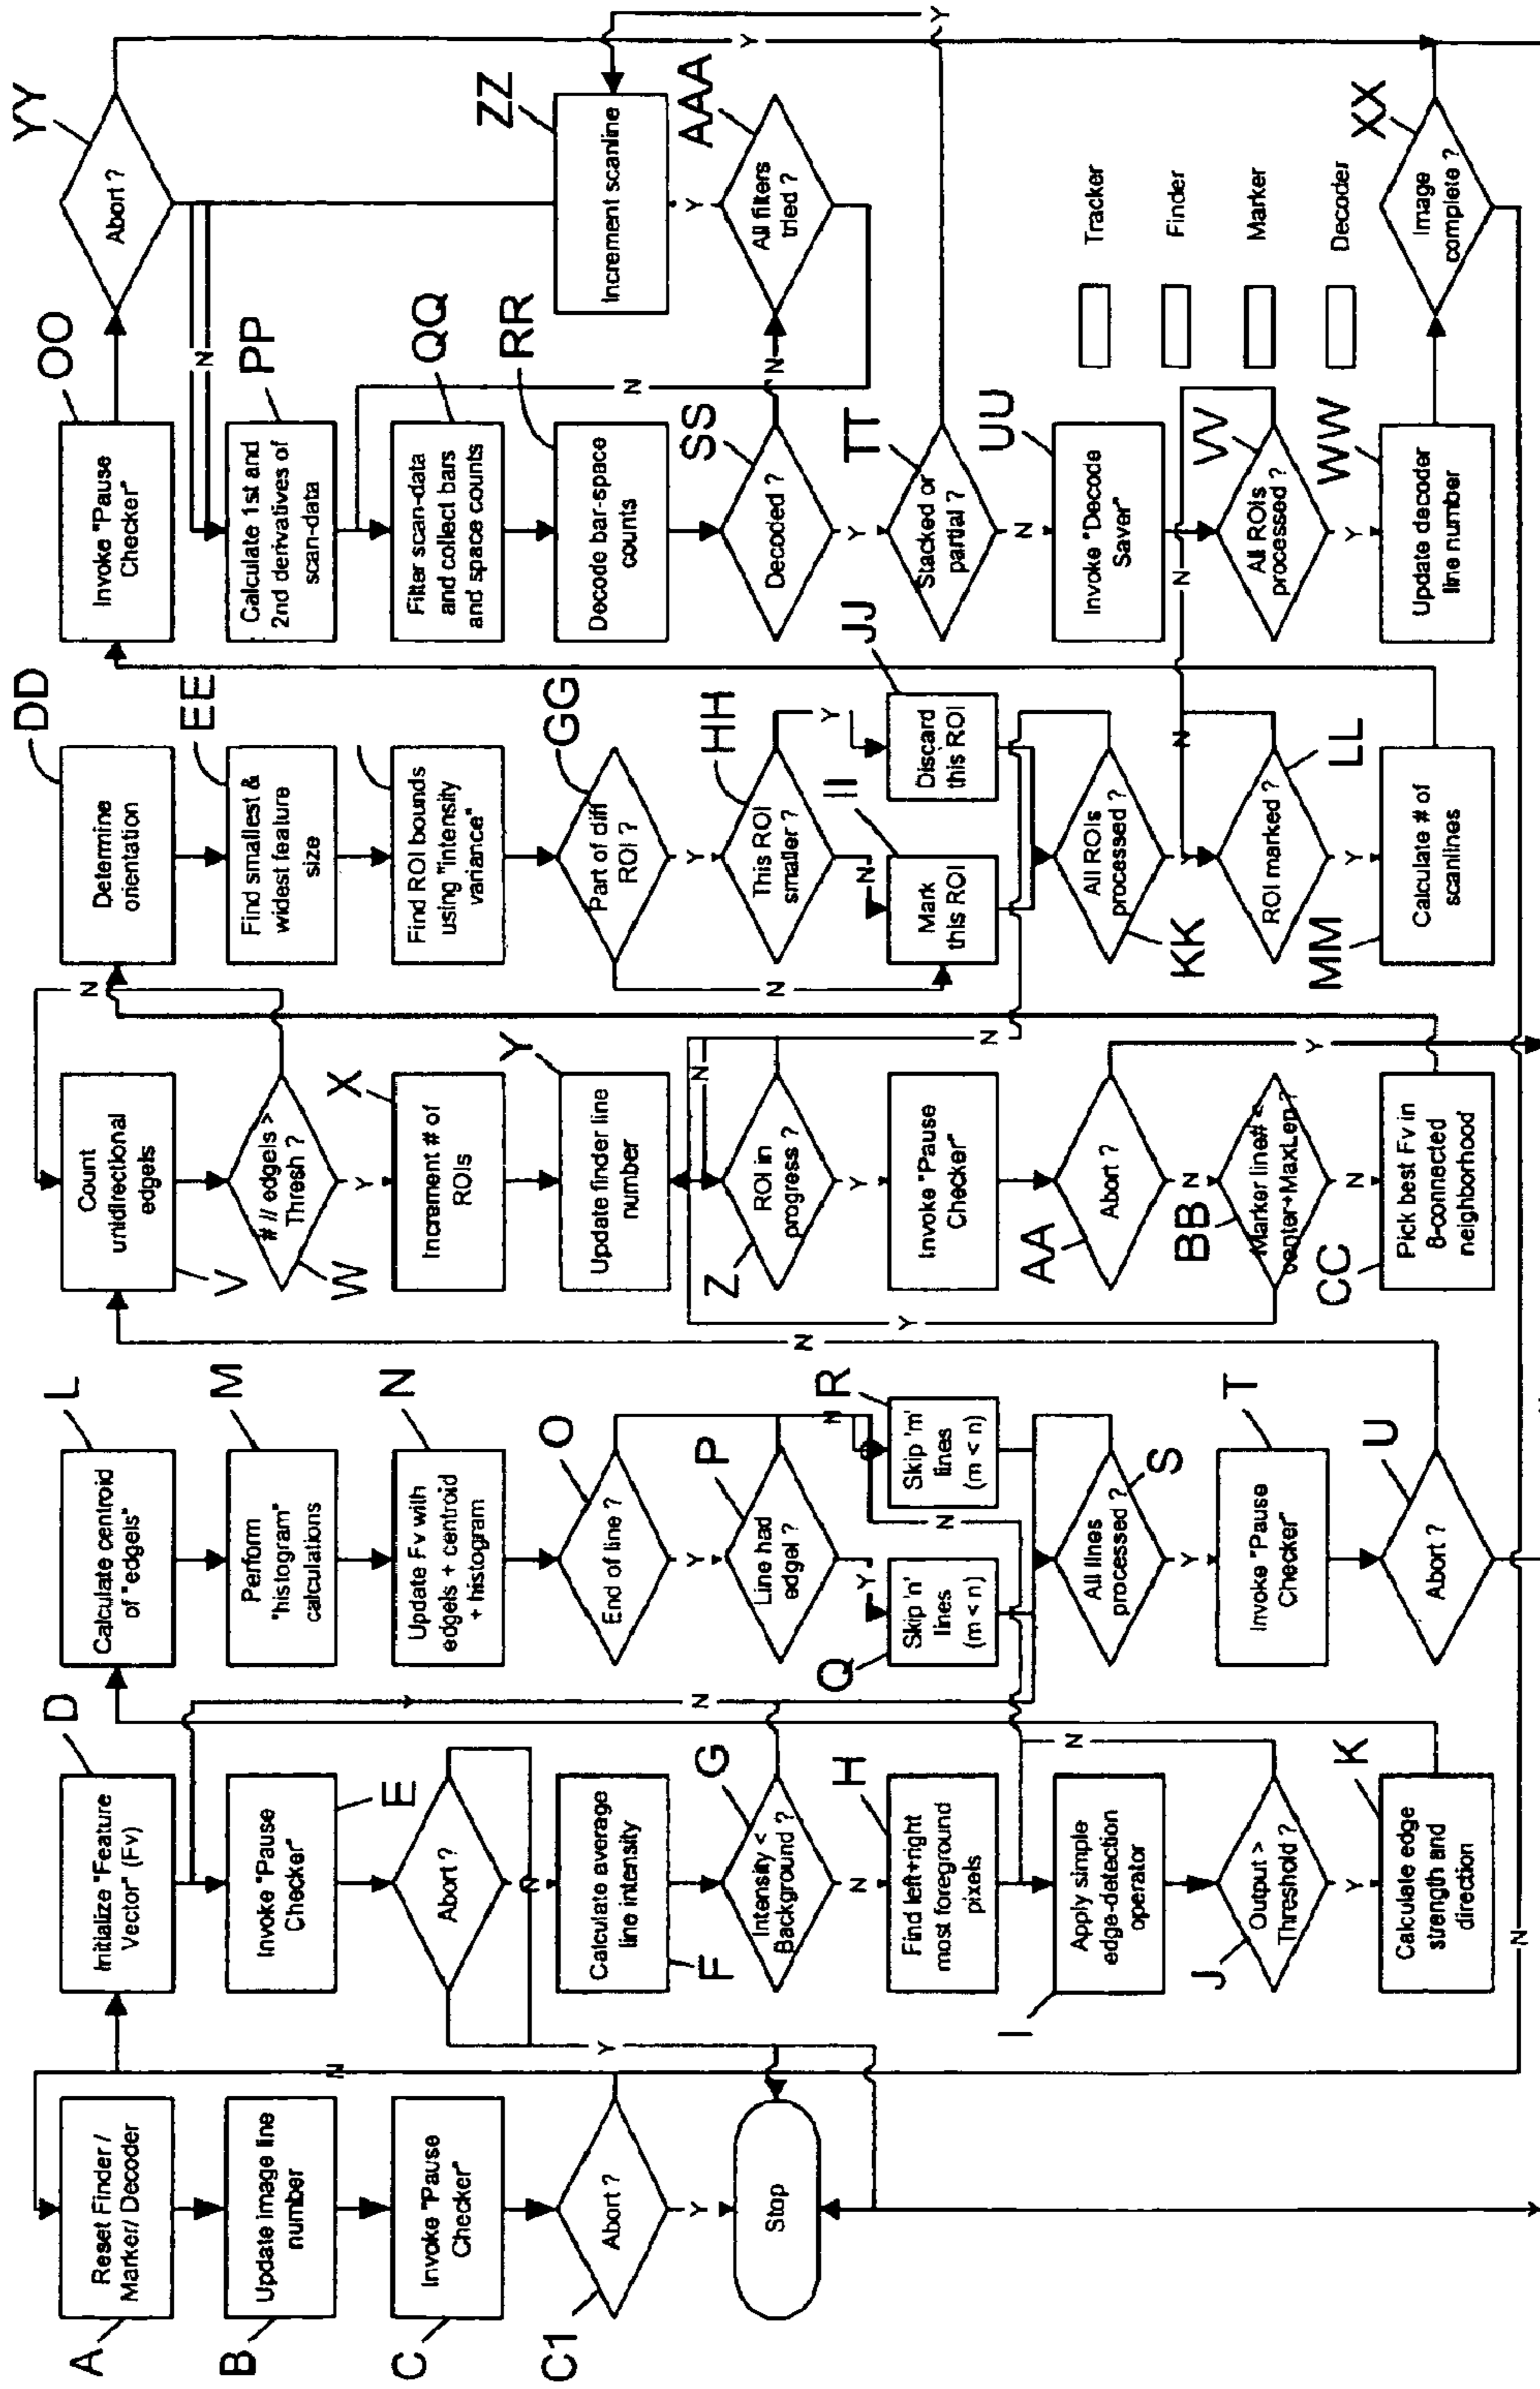 A
Reset Finder /
Marker/ Decoder
B
Update image line
number
C
Invoke "Pause
Checker"
C1
Abort ?
Y
Stop
N
D
Initialize "Feature
Vector" (Fv)
Invoke "Pause
Checker"
E
Abort ?
Y
Calculate average
line intensity
F
G
Intensity <
Background ?
N
N
H
Find left+right
most foreground
pixels
I
Apply simple
edge-detection
operator
J
Output >
Threshold ?
N
Y
K
Calculate edge
strength and
direction
L
Calculate centroid
of "edgels"
M
Perform
"histogram"
calculations
N
Update Fv with
edgels + centroid
+ histogram
O
End of line ?
Y
N
P
Line had
edgel ?
Y
N
Q
Skip 'n'
lines
(m < n)
R
Skip 'm'
lines
(m < n)
S
All lines
processed ?
Y
T
Invoke "Pause
Checker"
U
Abort ?
N
V
Count
unidirectional
edgels
W
# // edgels >
Thresh ?
N
Y
X
Increment # of
ROIs
Y
Update finder line
number
Z
ROI in
progress ?
N
Y
Invoke "Pause
Checker"
AA
Abort ?
Y
N
BB
Marker line# <
center+MaxLen ?
Y
N
CC
Pick best Fv in
8-connected
neighborhood
DD
Determine
orientation
EE
Find smallest &
widest feature
size
Find ROI bounds
using "intensity
variance"
GG
Part of diff
ROI ?
Y
N
HH
This ROI
smaller ?
Y
N
II
Mark
this ROI
JJ
Discard
this ROI
KK
All ROIs
processed ?
N
Y
LL
ROI marked ?
N
Y
MM
Calculate # of
scanlines
OO
Invoke "Pause
Checker"
YY
Abort ?
N
Y
PP
Calculate 1st and
2nd derivatives of
scan-data
QQ
Filter scan-data
and collect bars
and space counts
RR
Decode bar-space
counts
SS
Decoded ?
N
Y
ZZ
Increment scanline
AAA
All filters
tried ?
Y
N
TT
Stacked or
partial ?
Y
N
UU
Invoke "Decode
Saver"
VV
All ROIs
processed ?
N
Y
WW
Update decoder
line number
XX
Image
complete ?
N
Tracker
Finder
Marker
Decoder